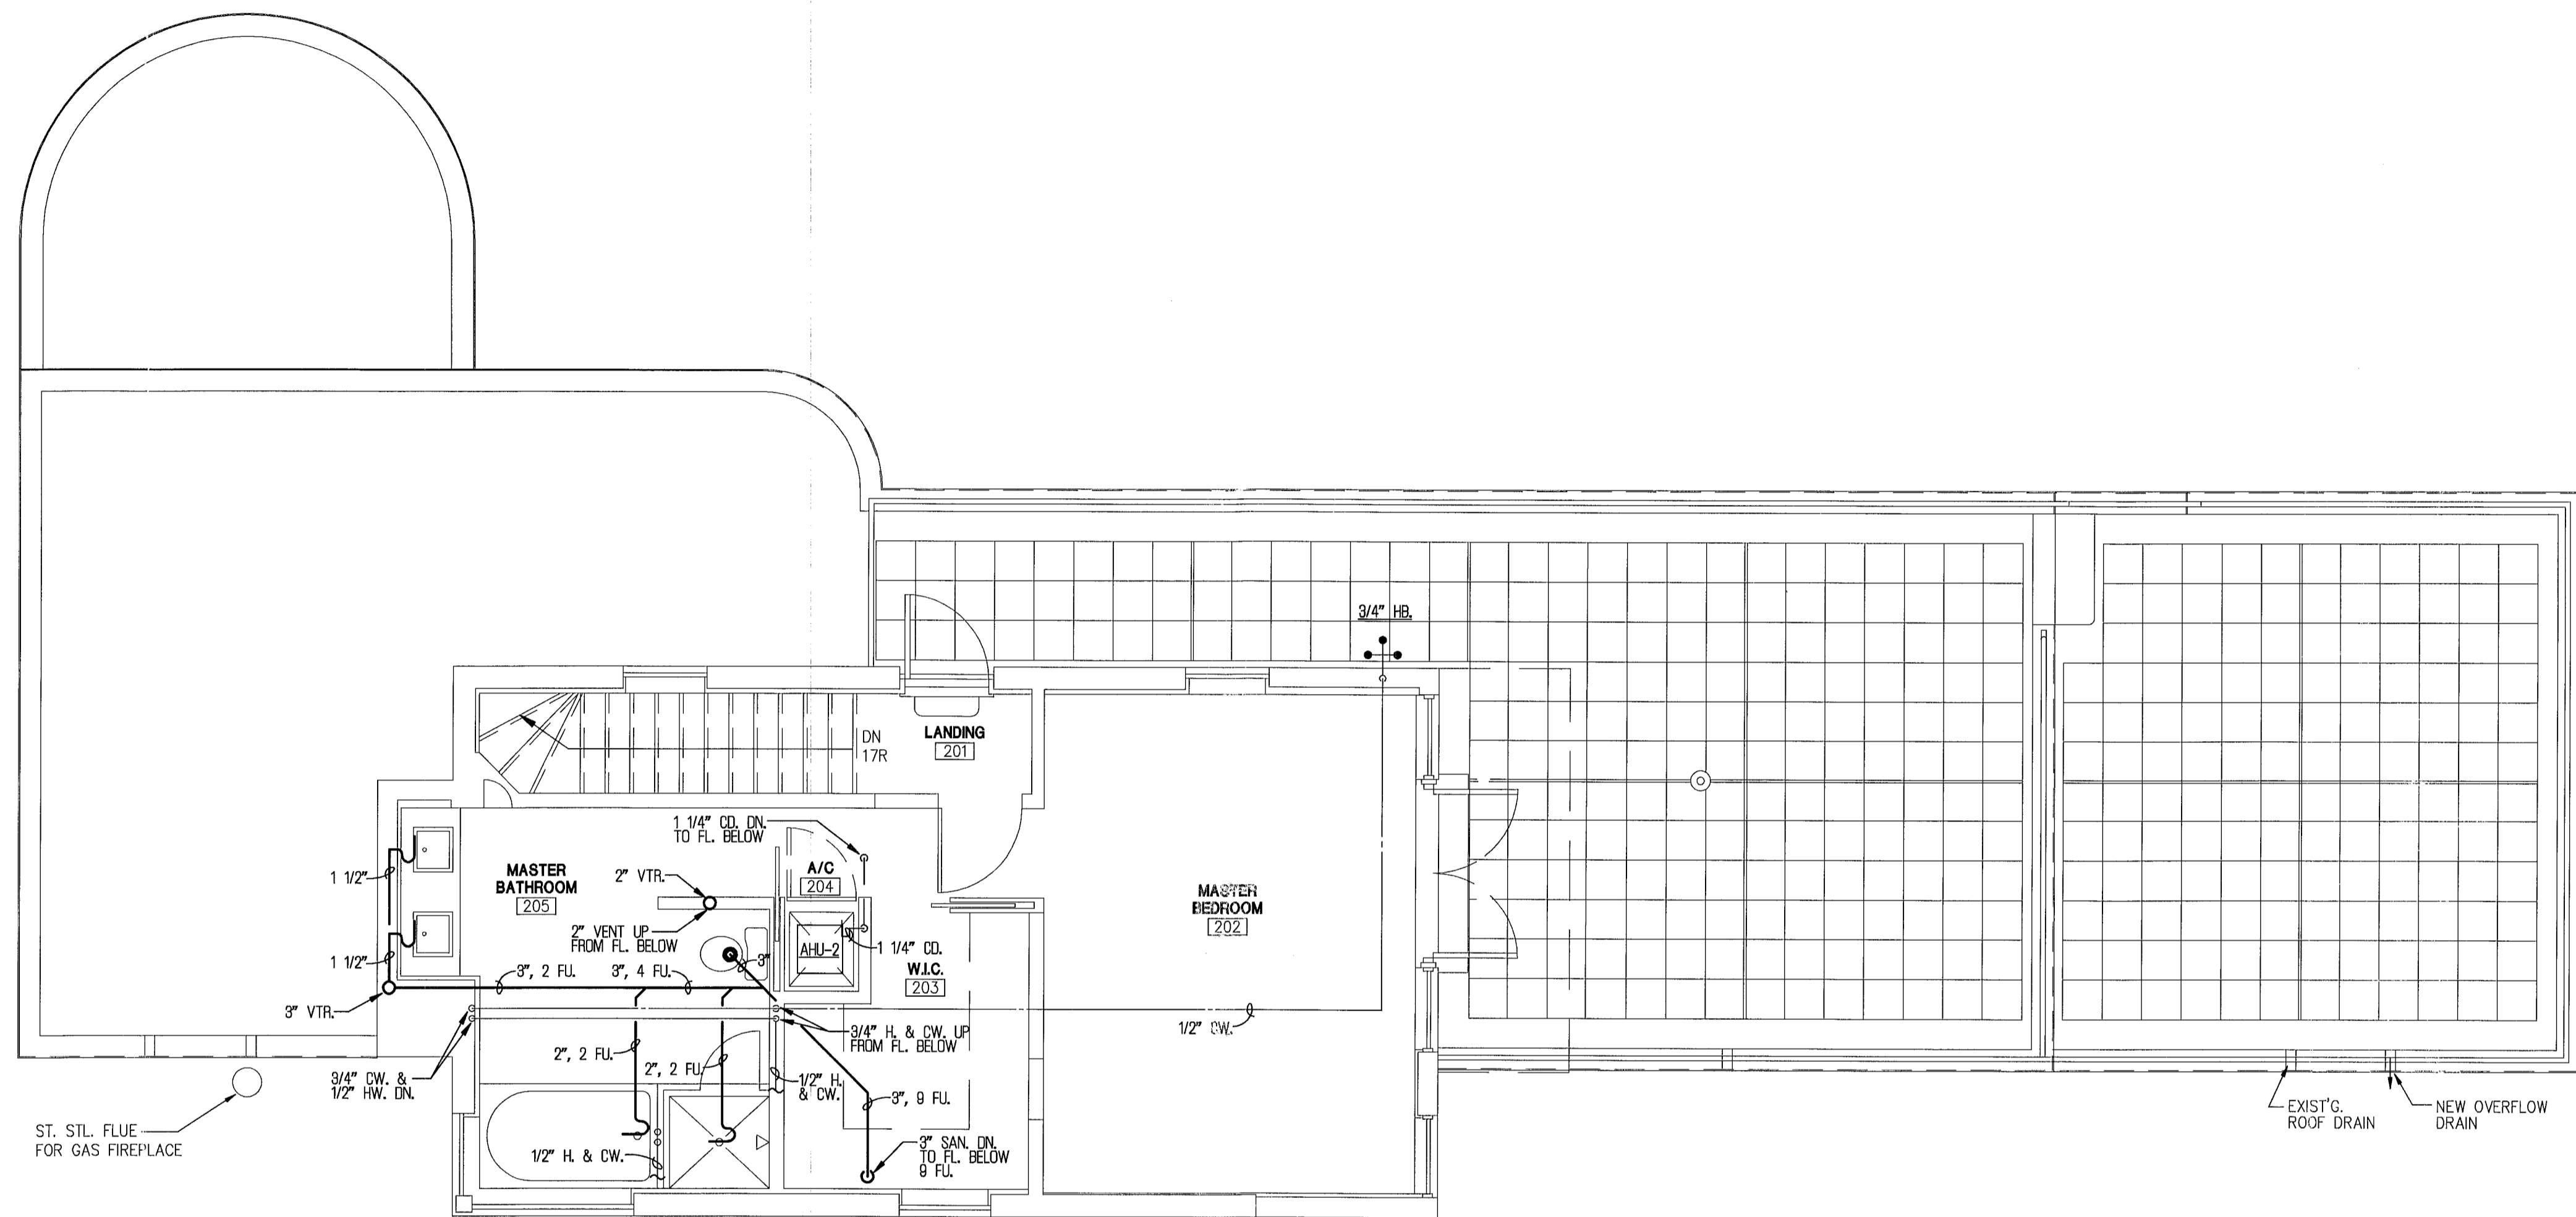 3/4" HB.
DN
17R
LANDING
201
1 1/4" CD. DN.
TO FL. BELOW
MASTER
BATHROOM
205
2" VTR.
A/C
204
1 1/2"
MASTER
BEDROOM
202
2" VENT UP
FROM FL. BELOW
AHU-2
1 1/4" CD.
3"
1 1/2"
3", 2 FU.
3", 4 FU.
W.I.C.
203
3" VTR.
3/4" H. & CW. UP
FROM FL. BELOW
1/2" CW.
2", 2 FU.
2", 2 FU.
3/4" CW. &
1/2" HW. DN.
1/2" H.
& CW.
3", 9 FU.
ST. STL. FLUE
FOR GAS FIREPLACE
1/2" H. & CW.
3" SAN. DN.
TO FL. BELOW
9 FU.
EXIST'G.
ROOF DRAIN
NEW OVERFLOW
DRAIN